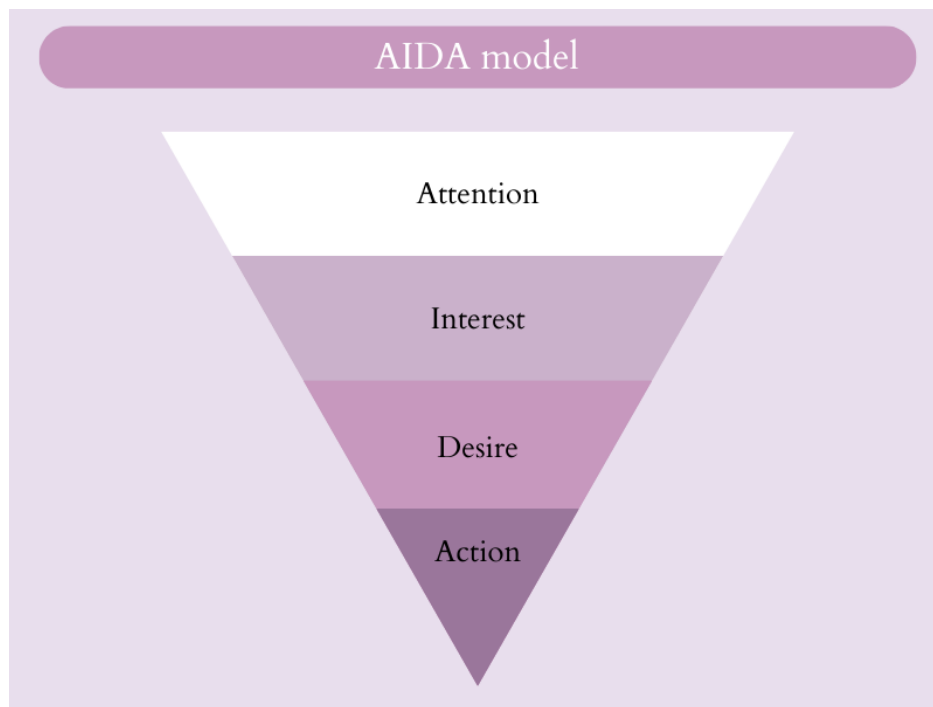 AIDA model
Attention
Interest
Desire
Action